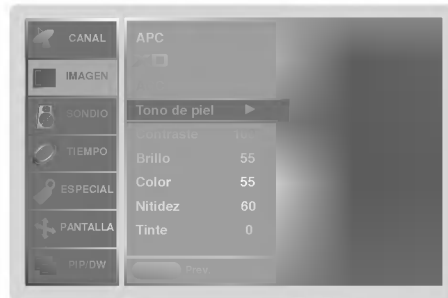 CANAL
IMAGEN
SONDIO
TIEMPO
ESPECIAL
PANTALLA
PIP/DW
APC
Tono de piel
Contraste
Brillo 55
Color 55
Nitidez 60
Tinte 0
Prev.